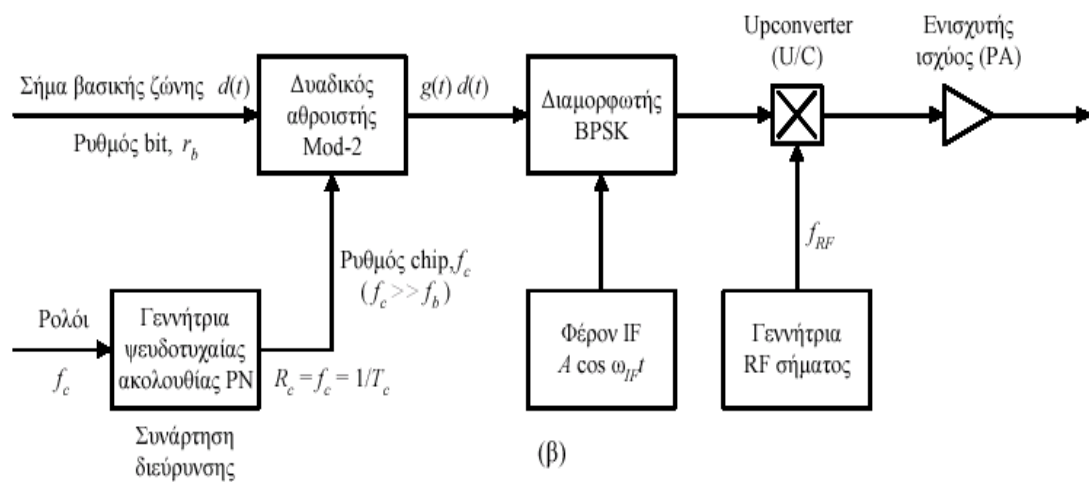 Upconverter
(U/C)
Ενισχυτής
ισχύος (PA)
Σήμα βασικής ζώνης d(t)
Ρυθμός bit, r_b
Δυαδικός
αθροιστής
Mod-2
g(t) d(t)
Διαμορφωτής
BPSK
Ρυθμός chip, f_c
(f_c >> f_b)
f_RF
Ρολόι
f_c
Γεννήτρια
ψευδοτυχαίας
ακολουθίας PN
R_c = f_c = 1/T_c
Φέρον IF
A cos ω_IF t
Γεννήτρια
RF σήματος
Συνάρτηση
διεύρυνσης
(β)